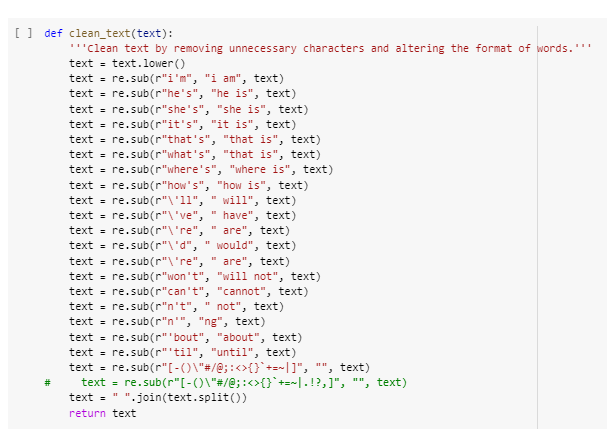 [ ] def clean_text(text):
'''Clean text by removing unnecessary characters and altering the format of words.'''
text = text.lower()
text = re.sub(r"i'm", "i am", text)
text = re.sub(r"he's", "he is", text)
text = re.sub(r"she's", "she is", text)
text = re.sub(r"it's", "it is", text)
text = re.sub(r"that's", "that is", text)
text = re.sub(r"what's", "that is", text)
text = re.sub(r"where's", "where is", text)
text = re.sub(r"how's", "how is", text)
text = re.sub(r"\'ll", " will", text)
text = re.sub(r"\'ve", " have", text)
text = re.sub(r"\'re", " are", text)
text = re.sub(r"\'d", " would", text)
text = re.sub(r"\'re", " are", text)
text = re.sub(r"won't", "will not", text)
text = re.sub(r"can't", "cannot", text)
text = re.sub(r"n't", " not", text)
text = re.sub(r"n'", "ng", text)
text = re.sub(r"'bout", "about", text)
text = re.sub(r"'til", "until", text)
text = re.sub(r"[-()\"#/@;:<>{}`+=~|]", "", text)
# text = re.sub(r"[-()\"#/@;:<>{}`+=~|.!?,]", "", text)
text = " ".join(text.split())
return text